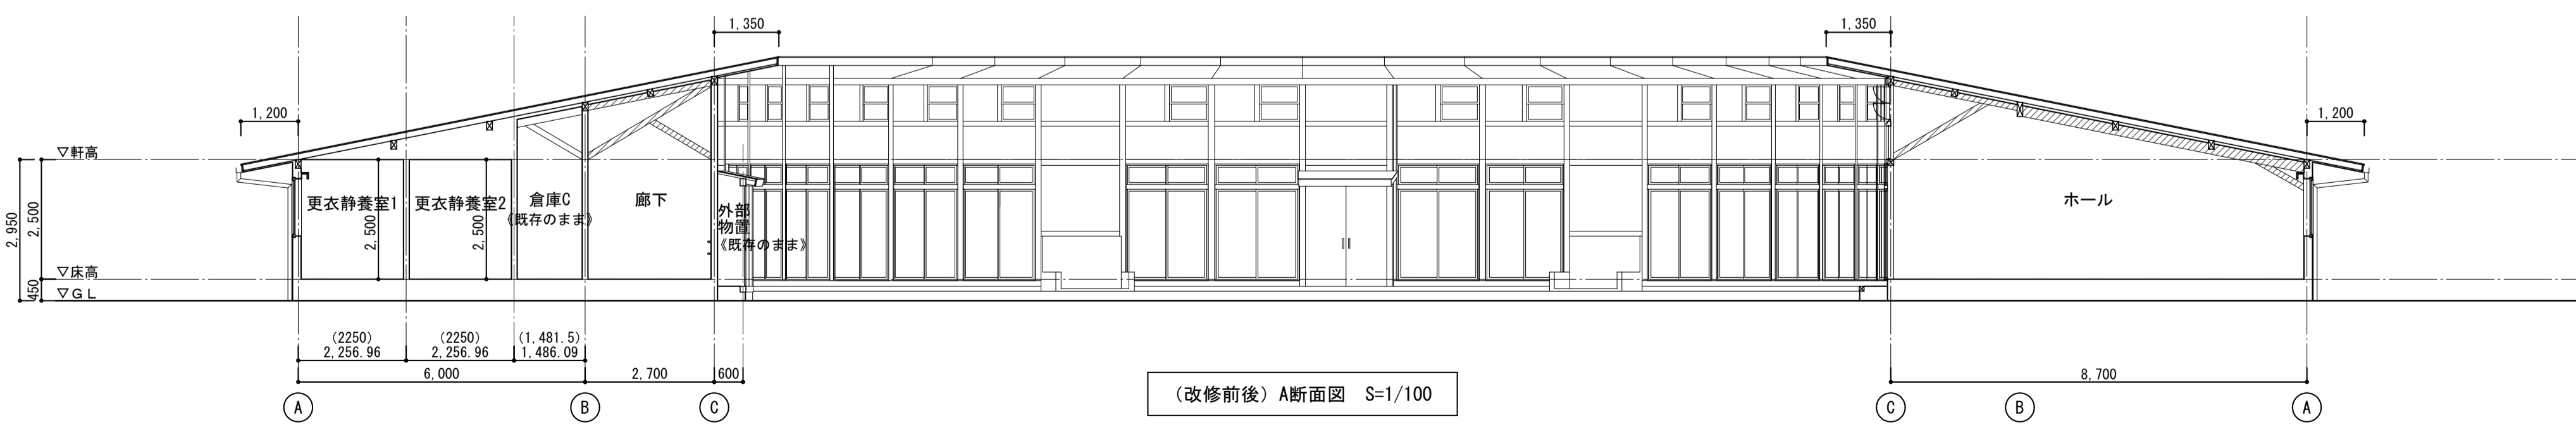 1,350
1,350
1,200
1,200
▽軒高
更衣静養室1
更衣静養室2
倉庫C
《既存のまま》
廊下
外部
物置
《既存のまま》
ホール
2,950
2,500
450
2,500
2,500
▽床高
▽GL
(2250)
2,256.96
(2250)
2,256.96
(1,481.5)
1,486.09
6,000
2,700
600
8,700
(改修前後) A断面図 S=1/100
A
B
C
C
B
A